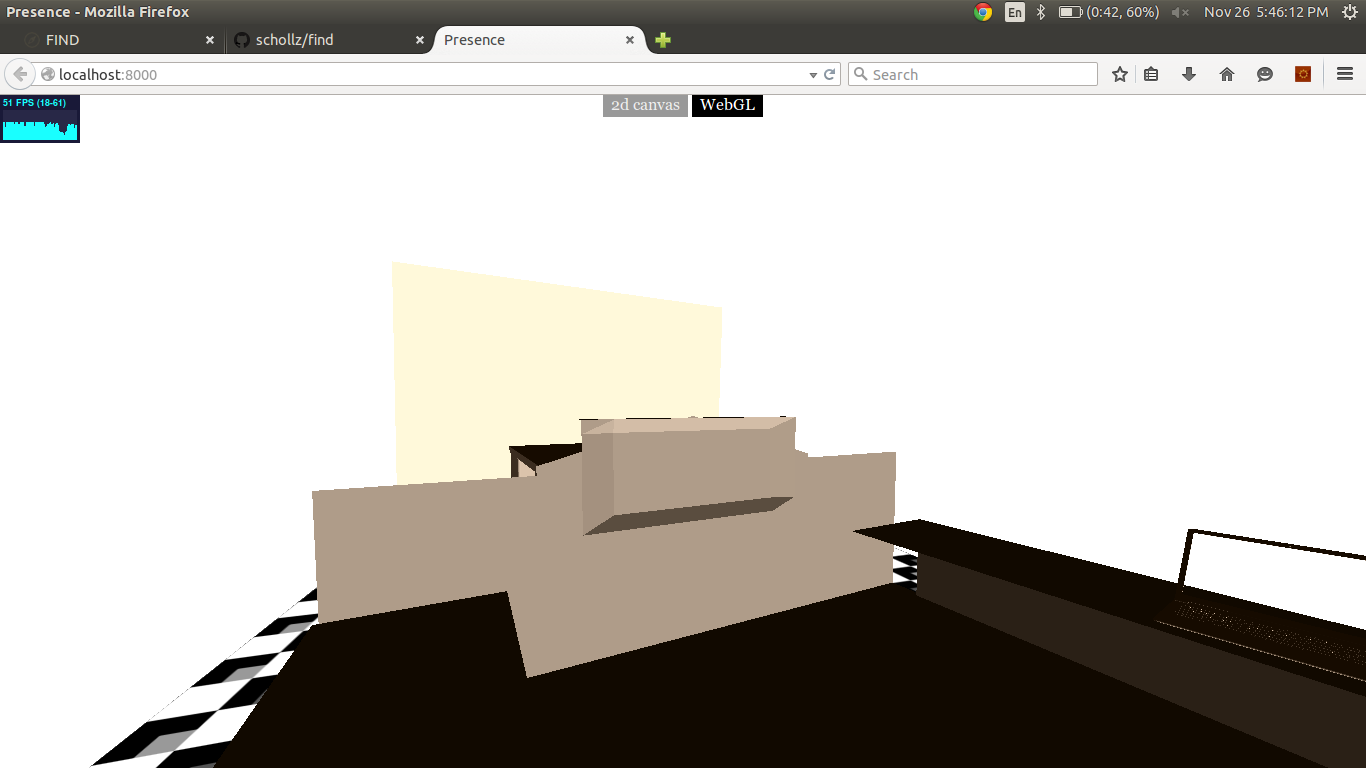 Presence - Mozilla Firefox
En
(0:42, 60%)
Nov 26 5:46:12 PM
FIND
schollz/find
Presence
localhost:8000
Search
51 FPS (18-61)
2d canvas
WebGL